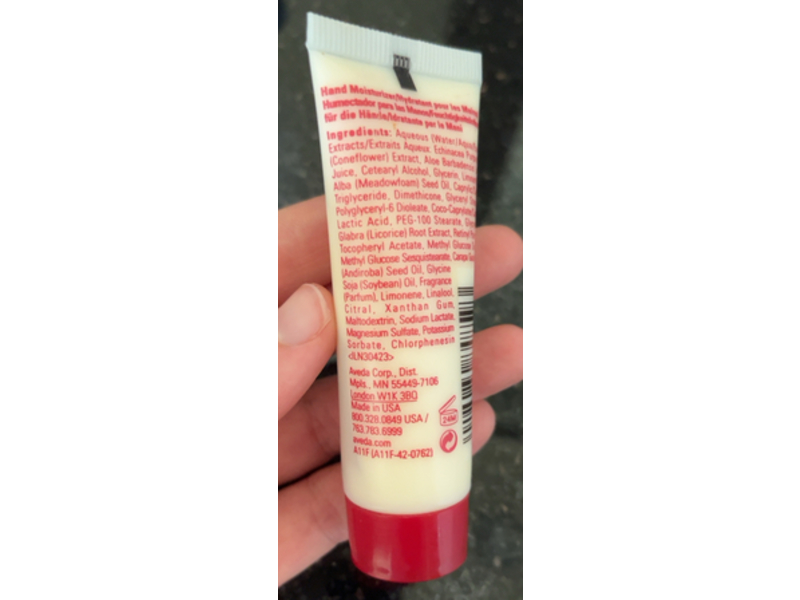 Hand Moisturizer/Hydratant pour les
Humectador para las Manos/
für die Hände/Idratante per le Mani
Ingredients: Aqueous (Water/
Extracts/Extraits Aqueux: Echinacea
(Coneflower) Extract, Aloe
Juice, Cetearyl Alcohol, Glycerin,
Alba (Meadowfoam) Seed Oil,
Triglyceride, Dimethicone, Glyceryl
Polyglyceryl-6 Dioleate,
Lactic Acid, PEG-100 Stearate,
Glabra (Licorice) Root Extract,
Tocopheryl Acetate, Methyl Glucose
Methyl Glucose Sesquistearate, Carapa
(Andiroba) Seed Oil, Glycine
Soja (Soybean) Oil, Fragrance
(Parfum), Limonene, Linalool,
Citral, Xanthan Gum,
Maltodextrin, Sodium Lactate,
Magnesium Sulfate, Potassium
Sorbate, Chlorphenesin
<ILN30423>
Aveda Corp., Dist.
Mpls., MN 55449-7106
London W1K 3BQ
Made in USA
800.328.0849 USA /
763.783.6999
aveda.com
A11F (A11F-42-0762)
24M